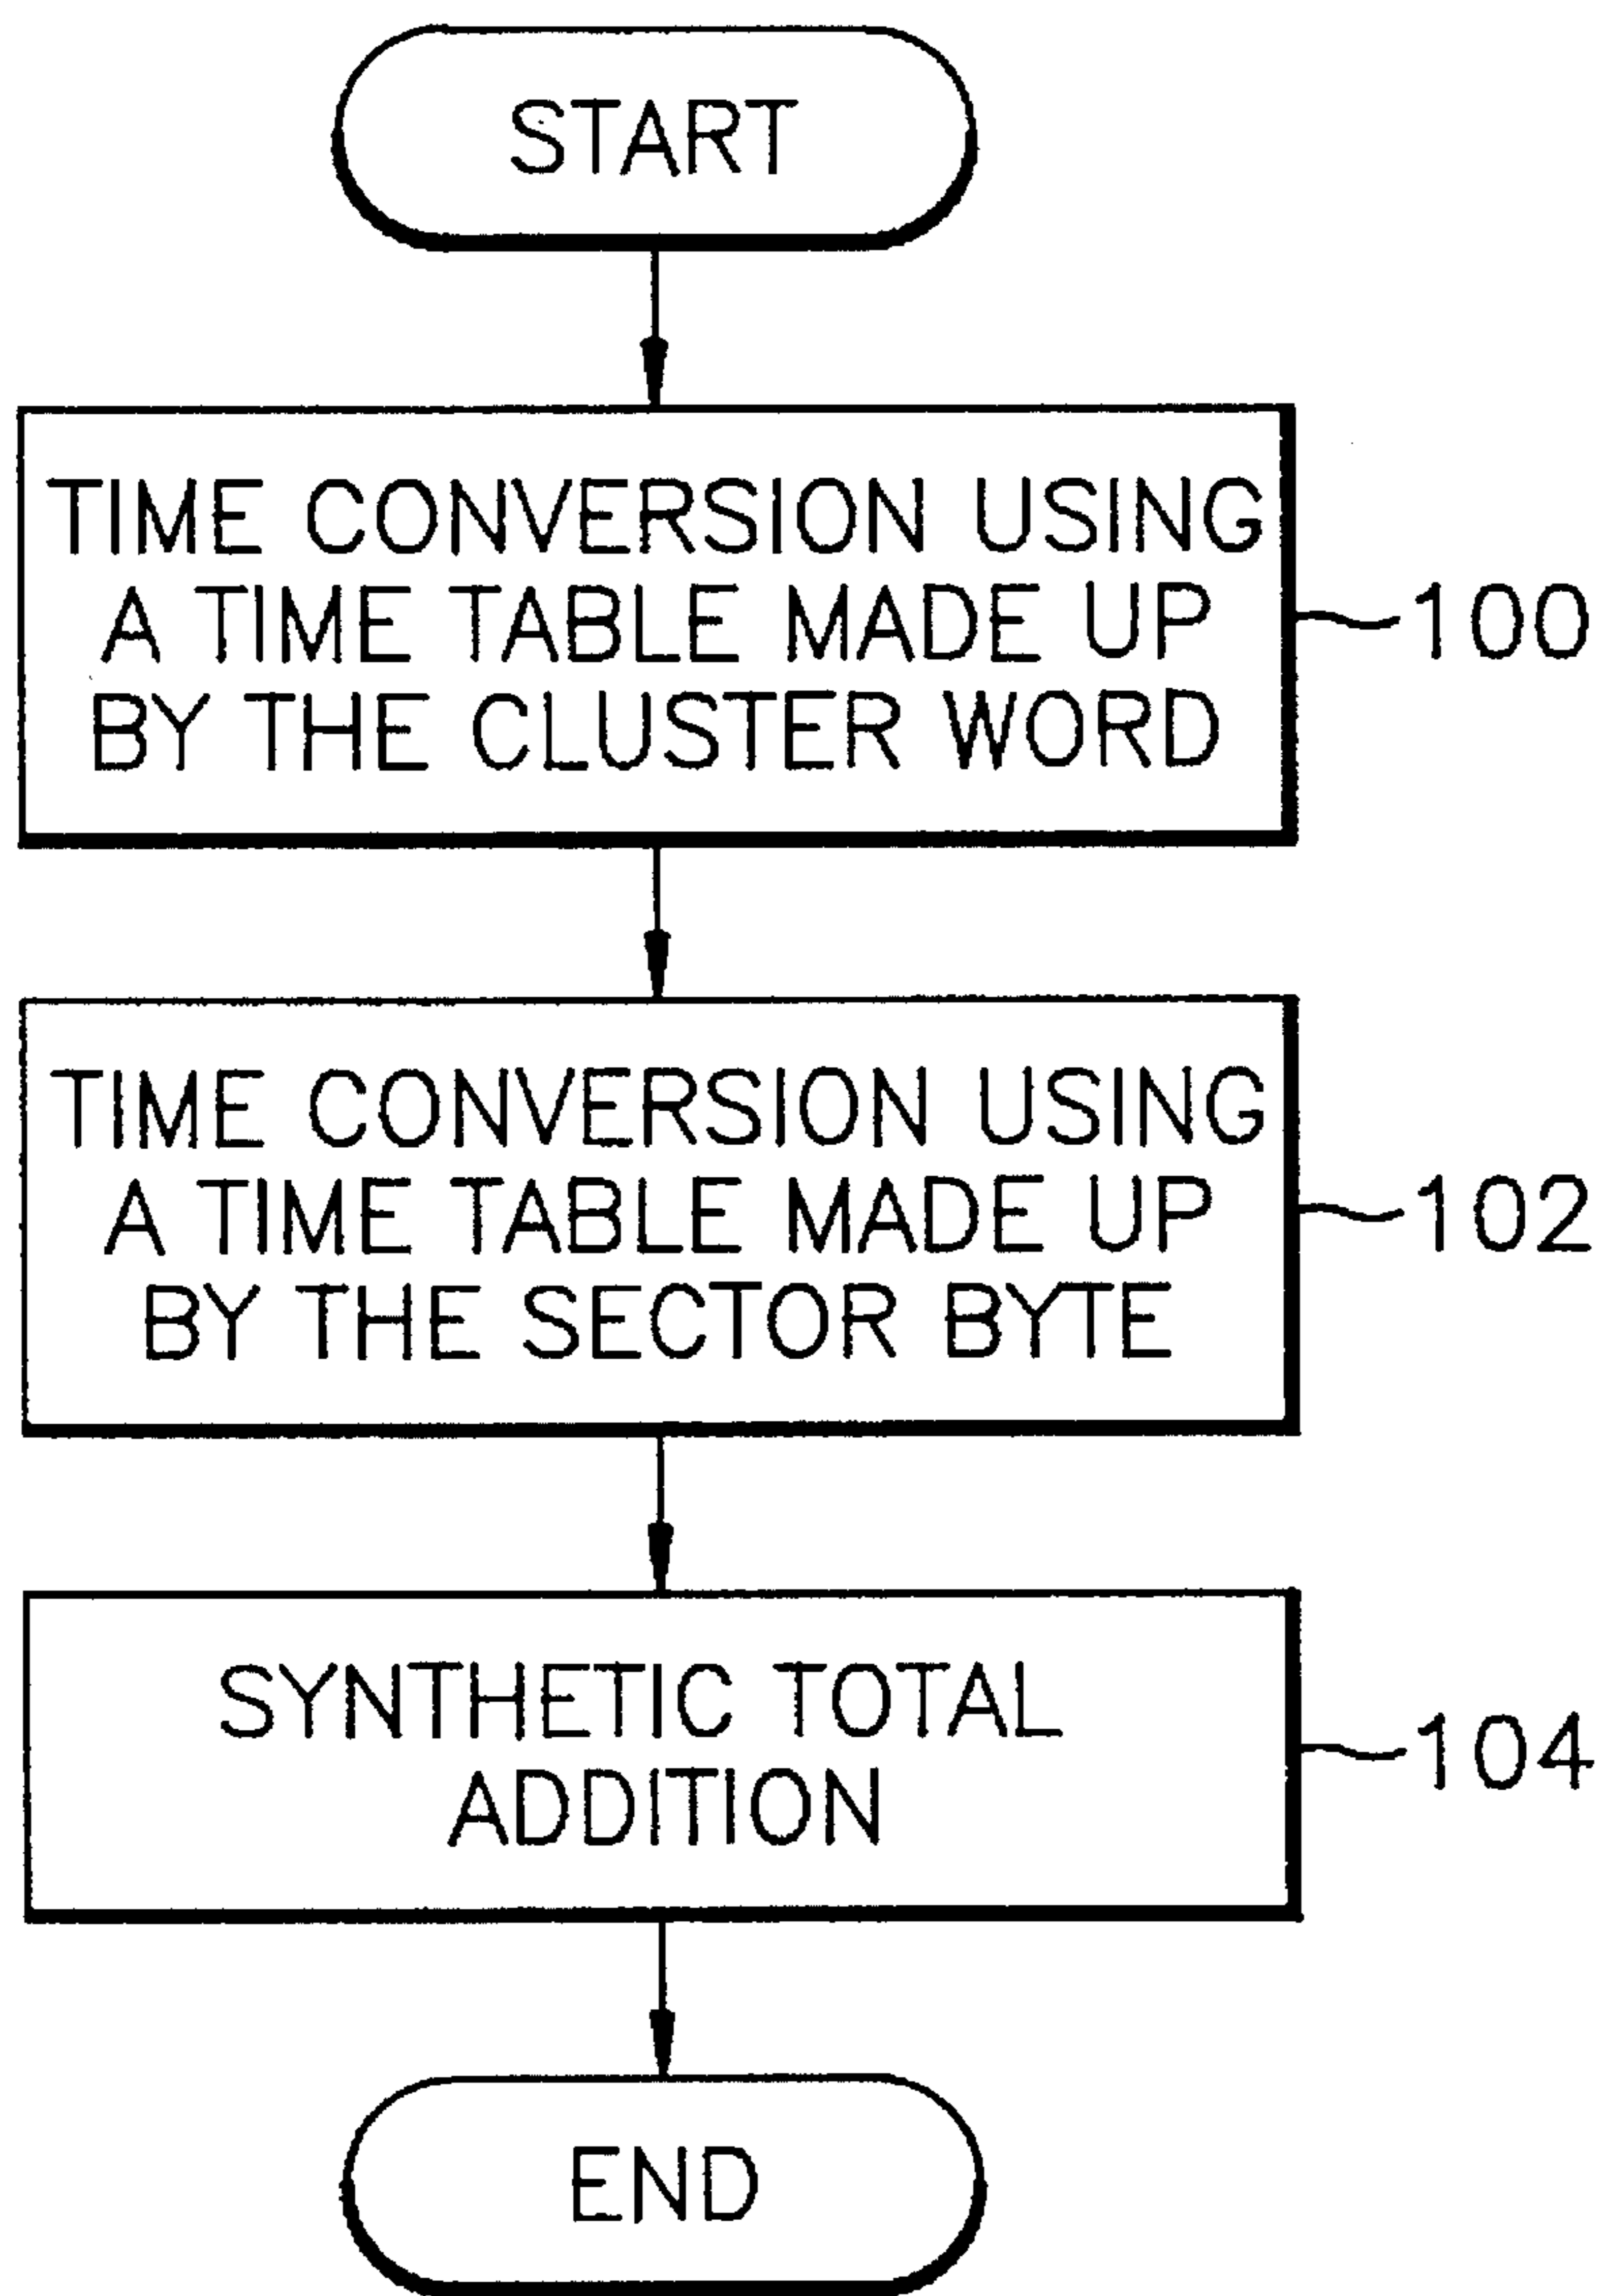 START
TIME CONVERSION USING
A TIME TABLE MADE UP
BY THE CLUSTER WORD
100
TIME CONVERSION USING
A TIME TABLE MADE UP
BY THE SECTOR BYTE
102
SYNTHETIC TOTAL
ADDITION
104
END